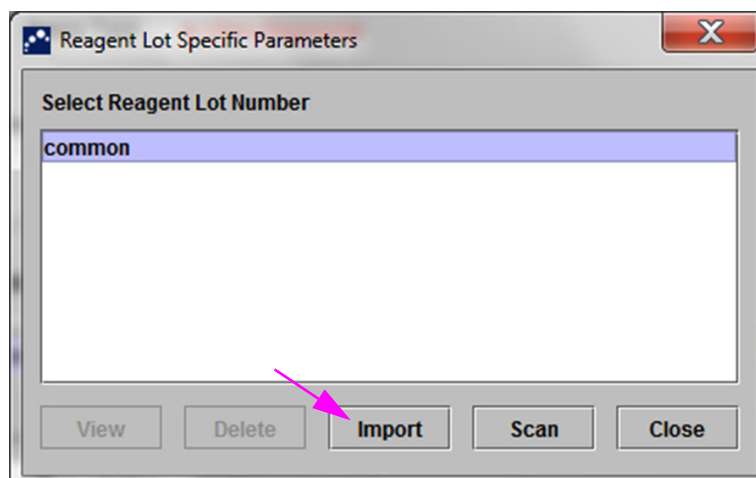 Reagent Lot Specific Parameters
Select Reagent Lot Number
common
View Delete Import Scan Close